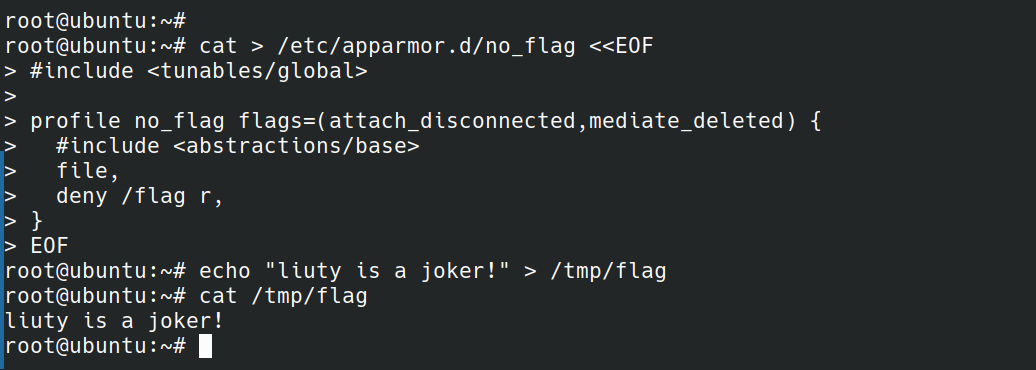 root@ubuntu:~#
root@ubuntu:~# cat > /etc/apparmor.d/no_flag <<EOF
> #include <tunables/global>
>
> profile no_flag flags=(attach_disconnected,mediate_deleted) {
>   #include <abstractions/base>
>   file,
>   deny /flag r,
> }
> EOF
root@ubuntu:~# echo "liuty is a joker!" > /tmp/flag
root@ubuntu:~# cat /tmp/flag
liuty is a joker!
root@ubuntu:~#